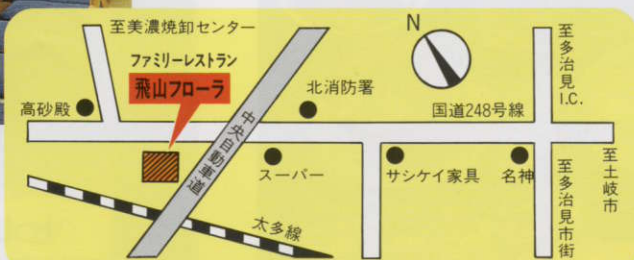 至美濃焼卸センター
ファミリーレストラン
飛山フローラ
高砂殿
中央自動車道
北消防署
N
国道248号線
至多治見I.C.
スーパー
サシケイ家具
名神
至多治見市街
至土岐市
太多線